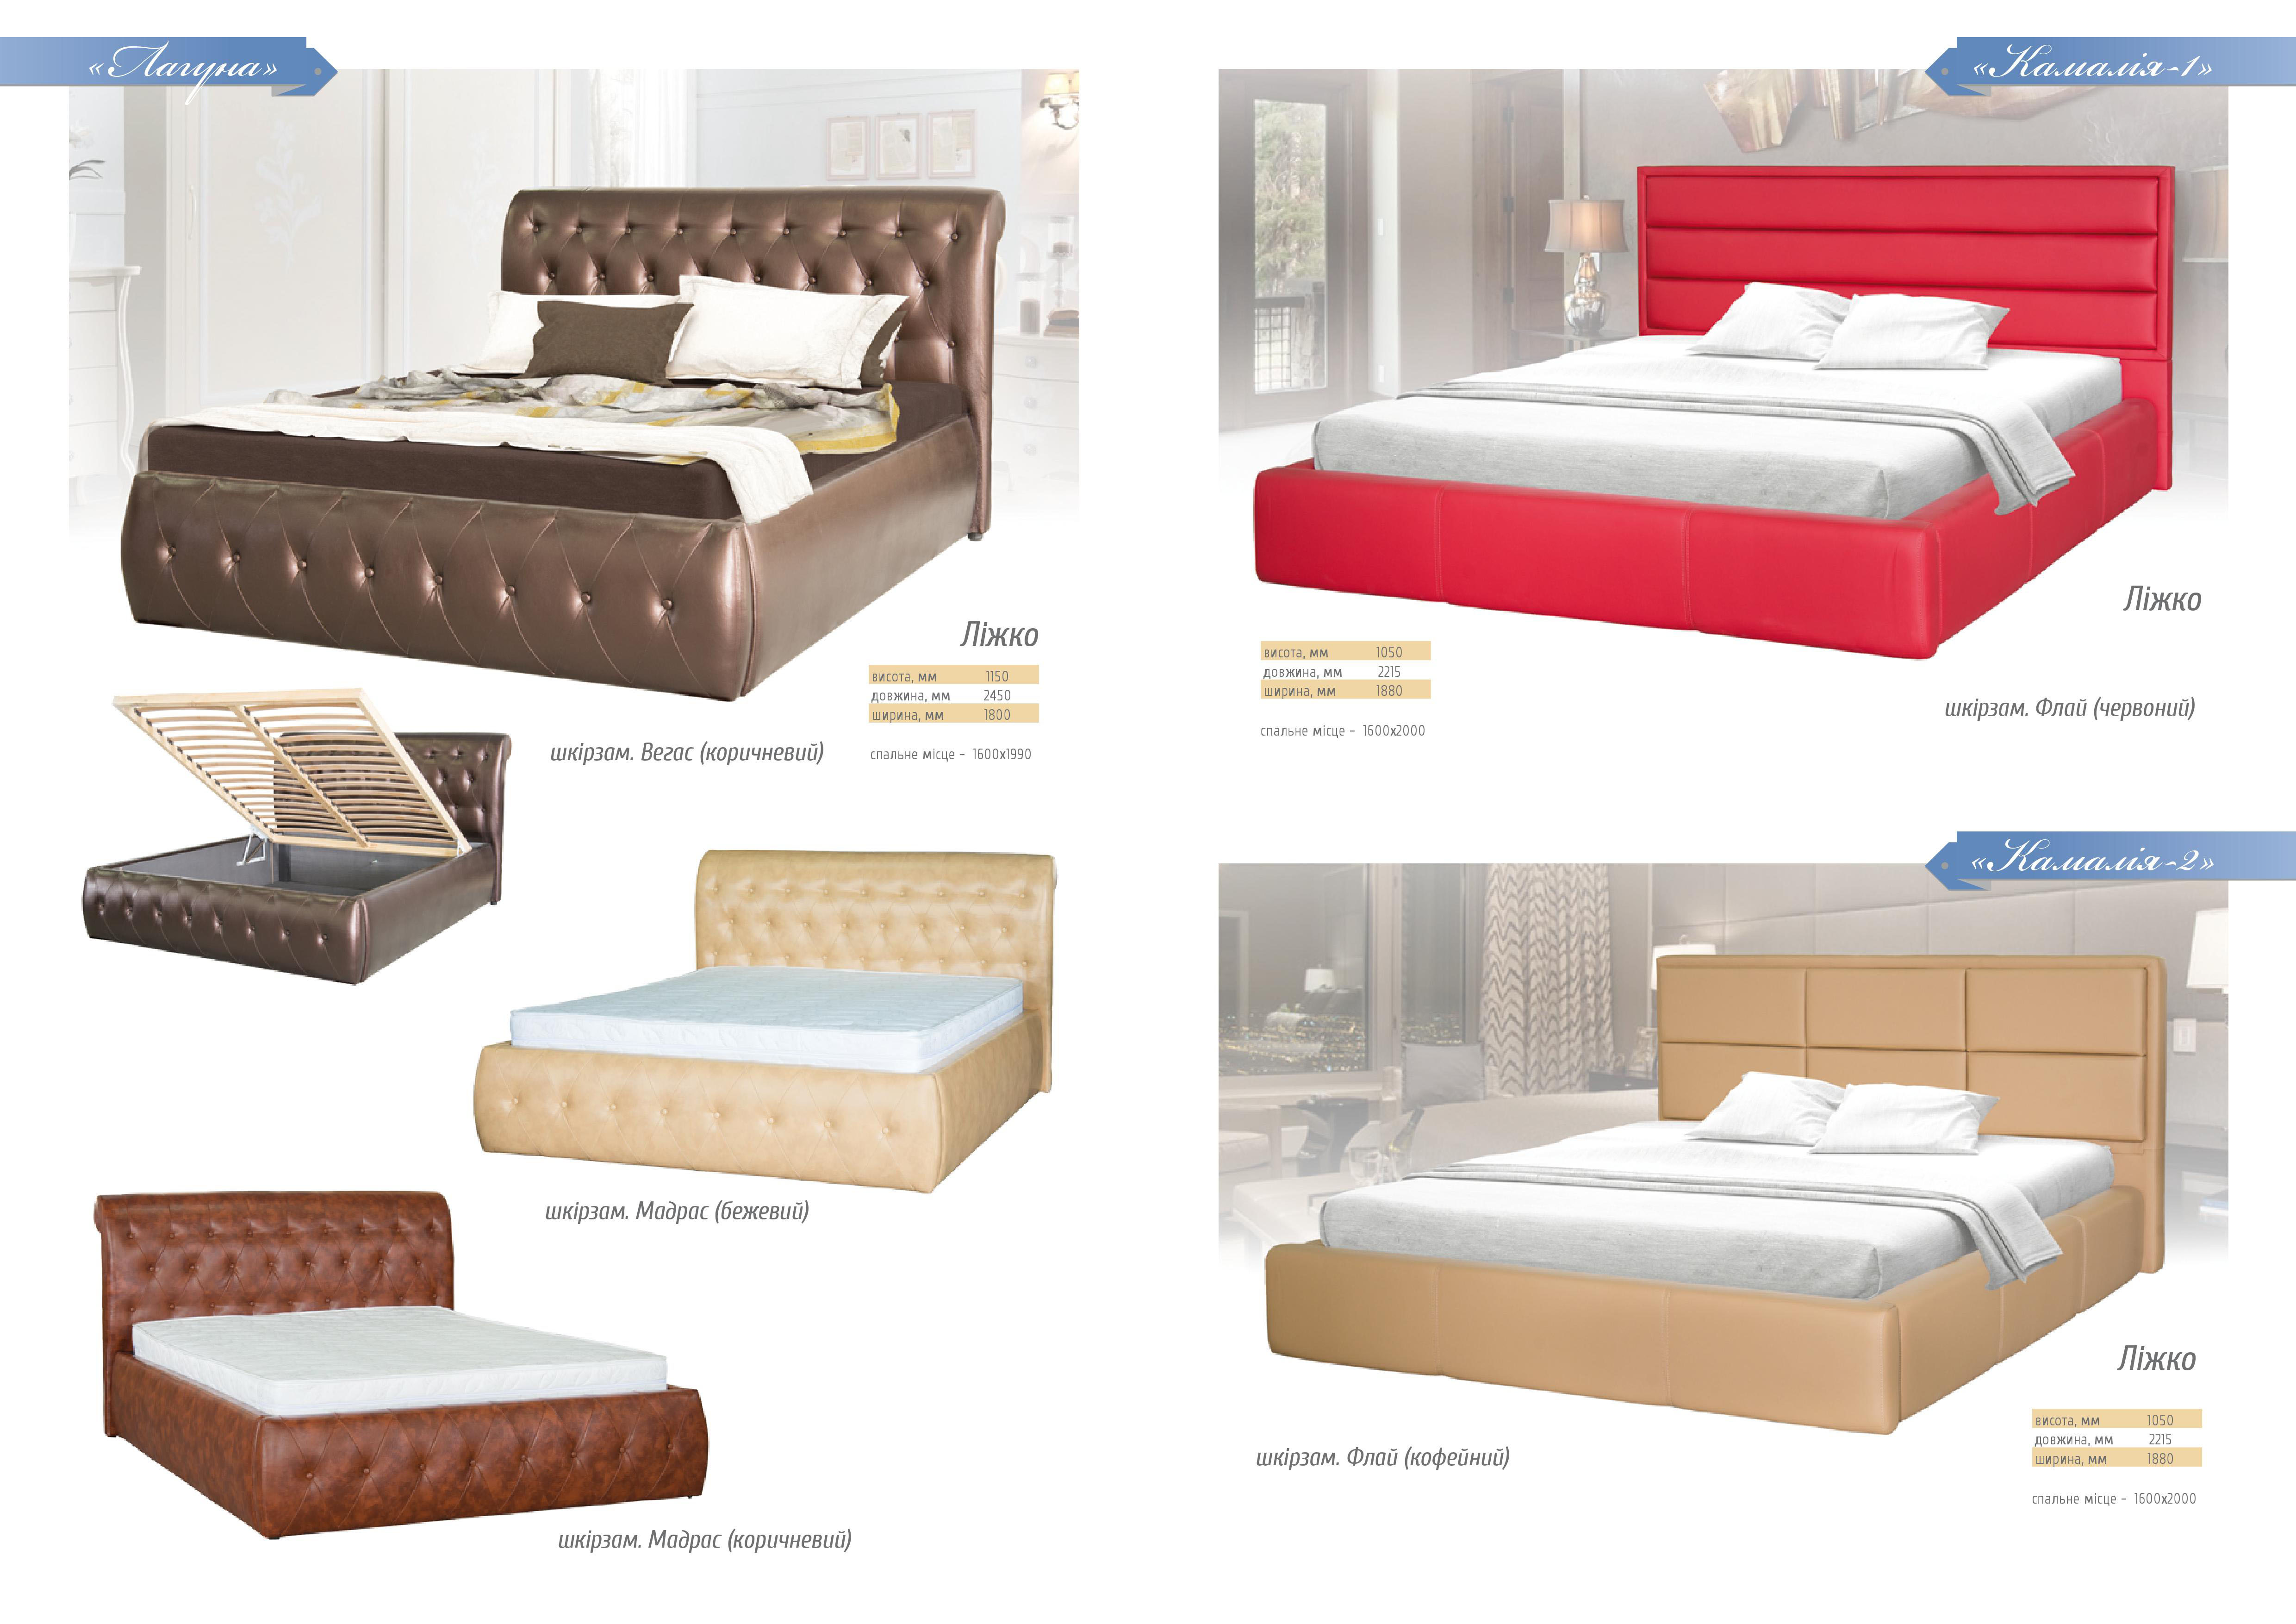 «Лагуна»
Ліжко
висота, мм 1150
довжина, мм 2450
ширина, мм 1800
спальне місце - 1600х1990
шкірзам. Вегас (коричневий)
шкірзам. Мадрас (бежевий)
шкірзам. Мадрас (коричневий)
«Камалія-1»
Ліжко
висота, мм 1050
довжина, мм 2215
ширина, мм 1880
спальне місце - 1600х2000
шкірзам. Флай (червоний)
«Камалія-2»
Ліжко
висота, мм 1050
довжина, мм 2215
ширина, мм 1880
спальне місце - 1600х2000
шкірзам. Флай (кофейний)